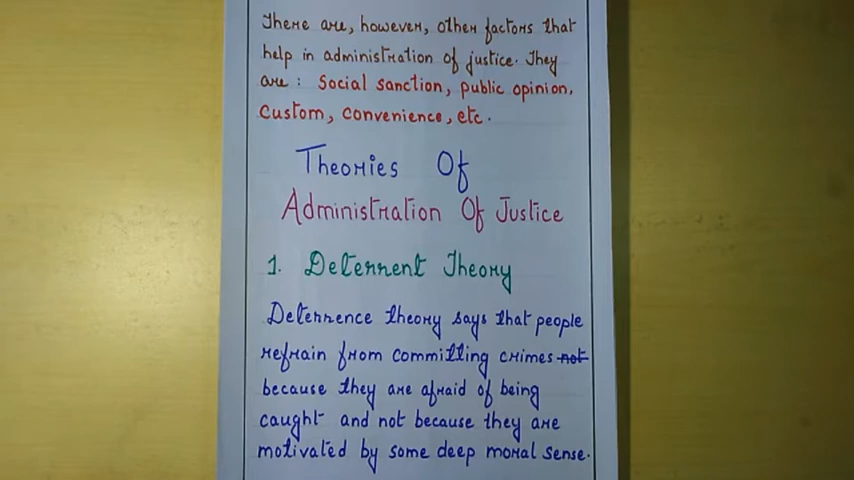 There are, however, other factors that
help in administration of justice. They
are : Social sanction, public opinion,
Custom, convenience, etc.
Theories Of
Administration Of Justice
1. Deterrent Theory
Deterrence theory says that people
refrain from committing crimes not
because they are afraid of being
caught and not because they are
motivated by some deep moral sense.